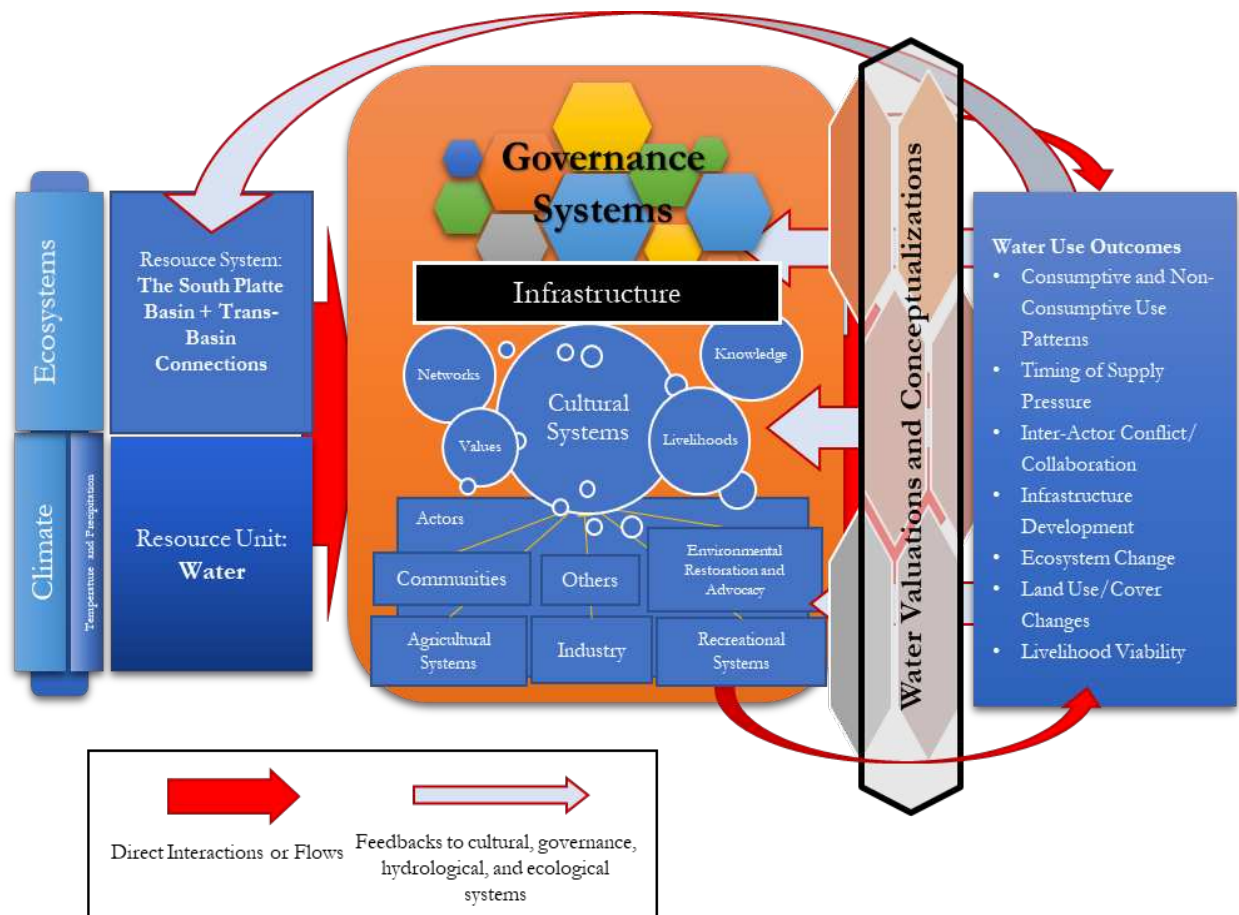 Ecosystems
Climate
Temperature and Precipitation
Resource System:
The South Platte
Basin + Trans-
Basin
Connections
Resource Unit:
Water
Governance
Systems
Infrastructure
Networks
Knowledge
Cultural
Systems
Values
Livelihoods
Actors
Communities
Others
Environmental
Restoration and
Advocacy
Agricultural
Systems
Industry
Recreational
Systems
Water Valuations and Conceptualizations
Water Use Outcomes
• Consumptive and Non-
Consumptive Use
Patterns
• Timing of Supply
Pressure
• Inter-Actor Conflict/
Collaboration
• Infrastructure
Development
• Ecosystem Change
• Land Use/Cover
Changes
• Livelihood Viability
Direct Interactions or Flows
Feedbacks to cultural, governance,
hydrological, and ecological
systems